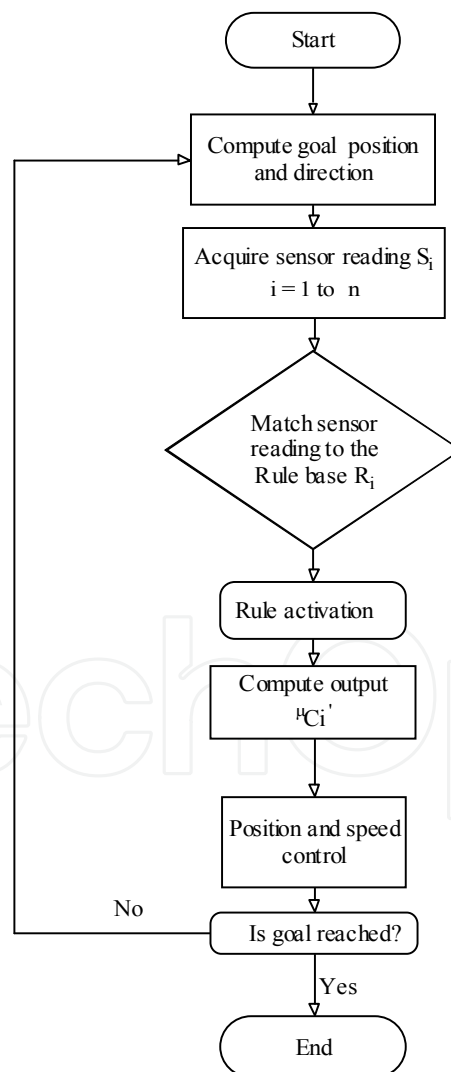 Start
Compute goal position
and direction
Acquire sensor reading Si
i = 1 to n
Match sensor
reading to the
Rule base Ri
Rule activation
Compute output
μCi'
Position and speed
control
No
Is goal reached?
Yes
End